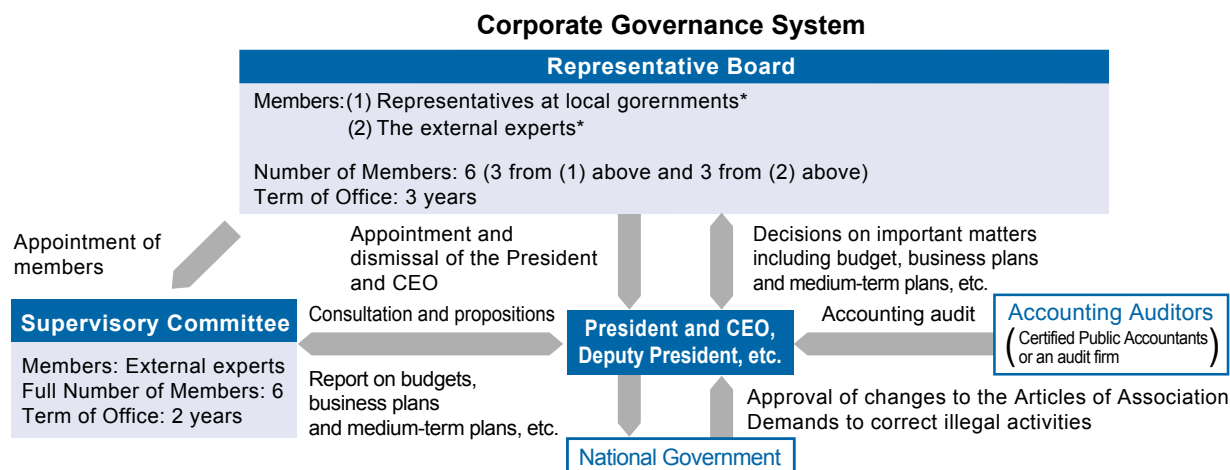 Corporate Governance System
Representative Board
Members:(1) Representatives at local gorernments*
(2) The external experts*
Number of Members: 6 (3 from (1) above and 3 from (2) above)
Term of Office: 3 years
Appointment of
members
Appointment and
dismissal of the President
and CEO
Decisions on important matters
including budget, business plans
and medium-term plans, etc.
Supervisory Committee
Members: External experts
Full Number of Members: 6
Term of Office: 2 years
Consultation and propositions
President and CEO,
Deputy President, etc.
Accounting audit
Accounting Auditors
(Certified Public Accountants
or an audit firm)
Report on budgets,
business plans
and medium-term plans, etc.
Approval of changes to the Articles of Association
Demands to correct illegal activities
National Government